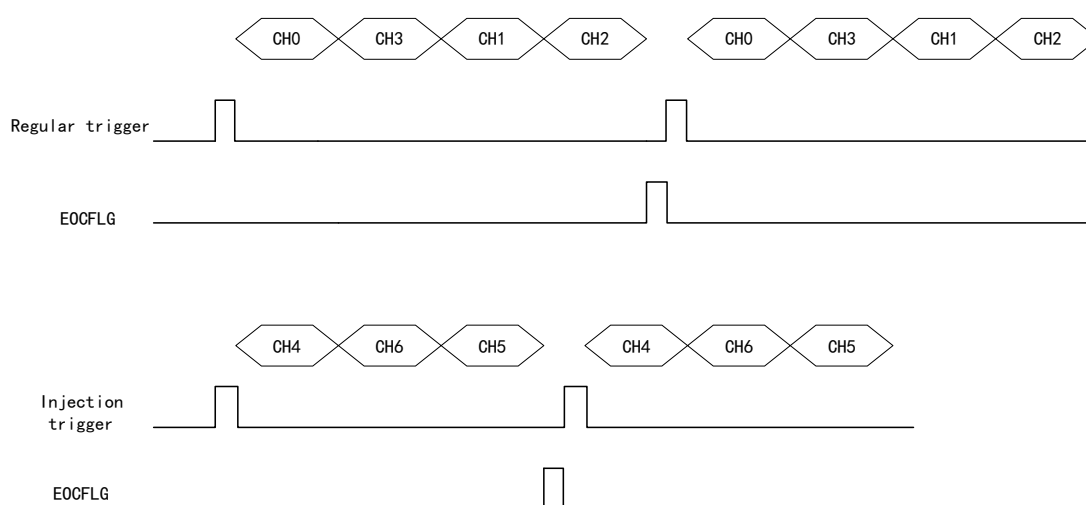 CH0 CH3 CH1 CH2 CH0 CH3 CH1 CH2
Regular trigger
EOCFLG
CH4 CH6 CH5 CH4 CH6 CH5
Injection
trigger
EOCFLG